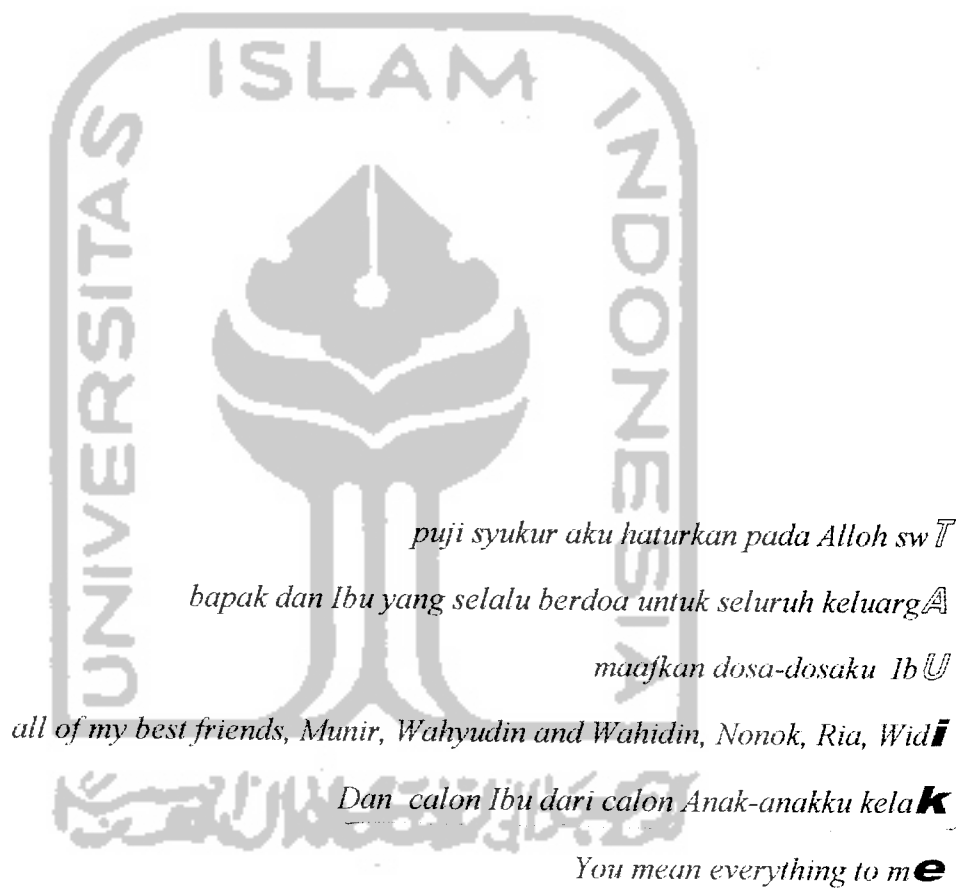 ISLAM
UNIVERSITAS
INDONESIA
puji syukur aku haturkan pada Alloh swT
bapak dan Ibu yang selalu berdoa untuk seluruh keluargA
maafkan dosa-dosaku IbU
all of my best friends, Munir, Wahyudin and Wahidin, Nonok, Ria, Widi
Dan calon Ibu dari calon Anak-anakku kelak
You mean everything to me